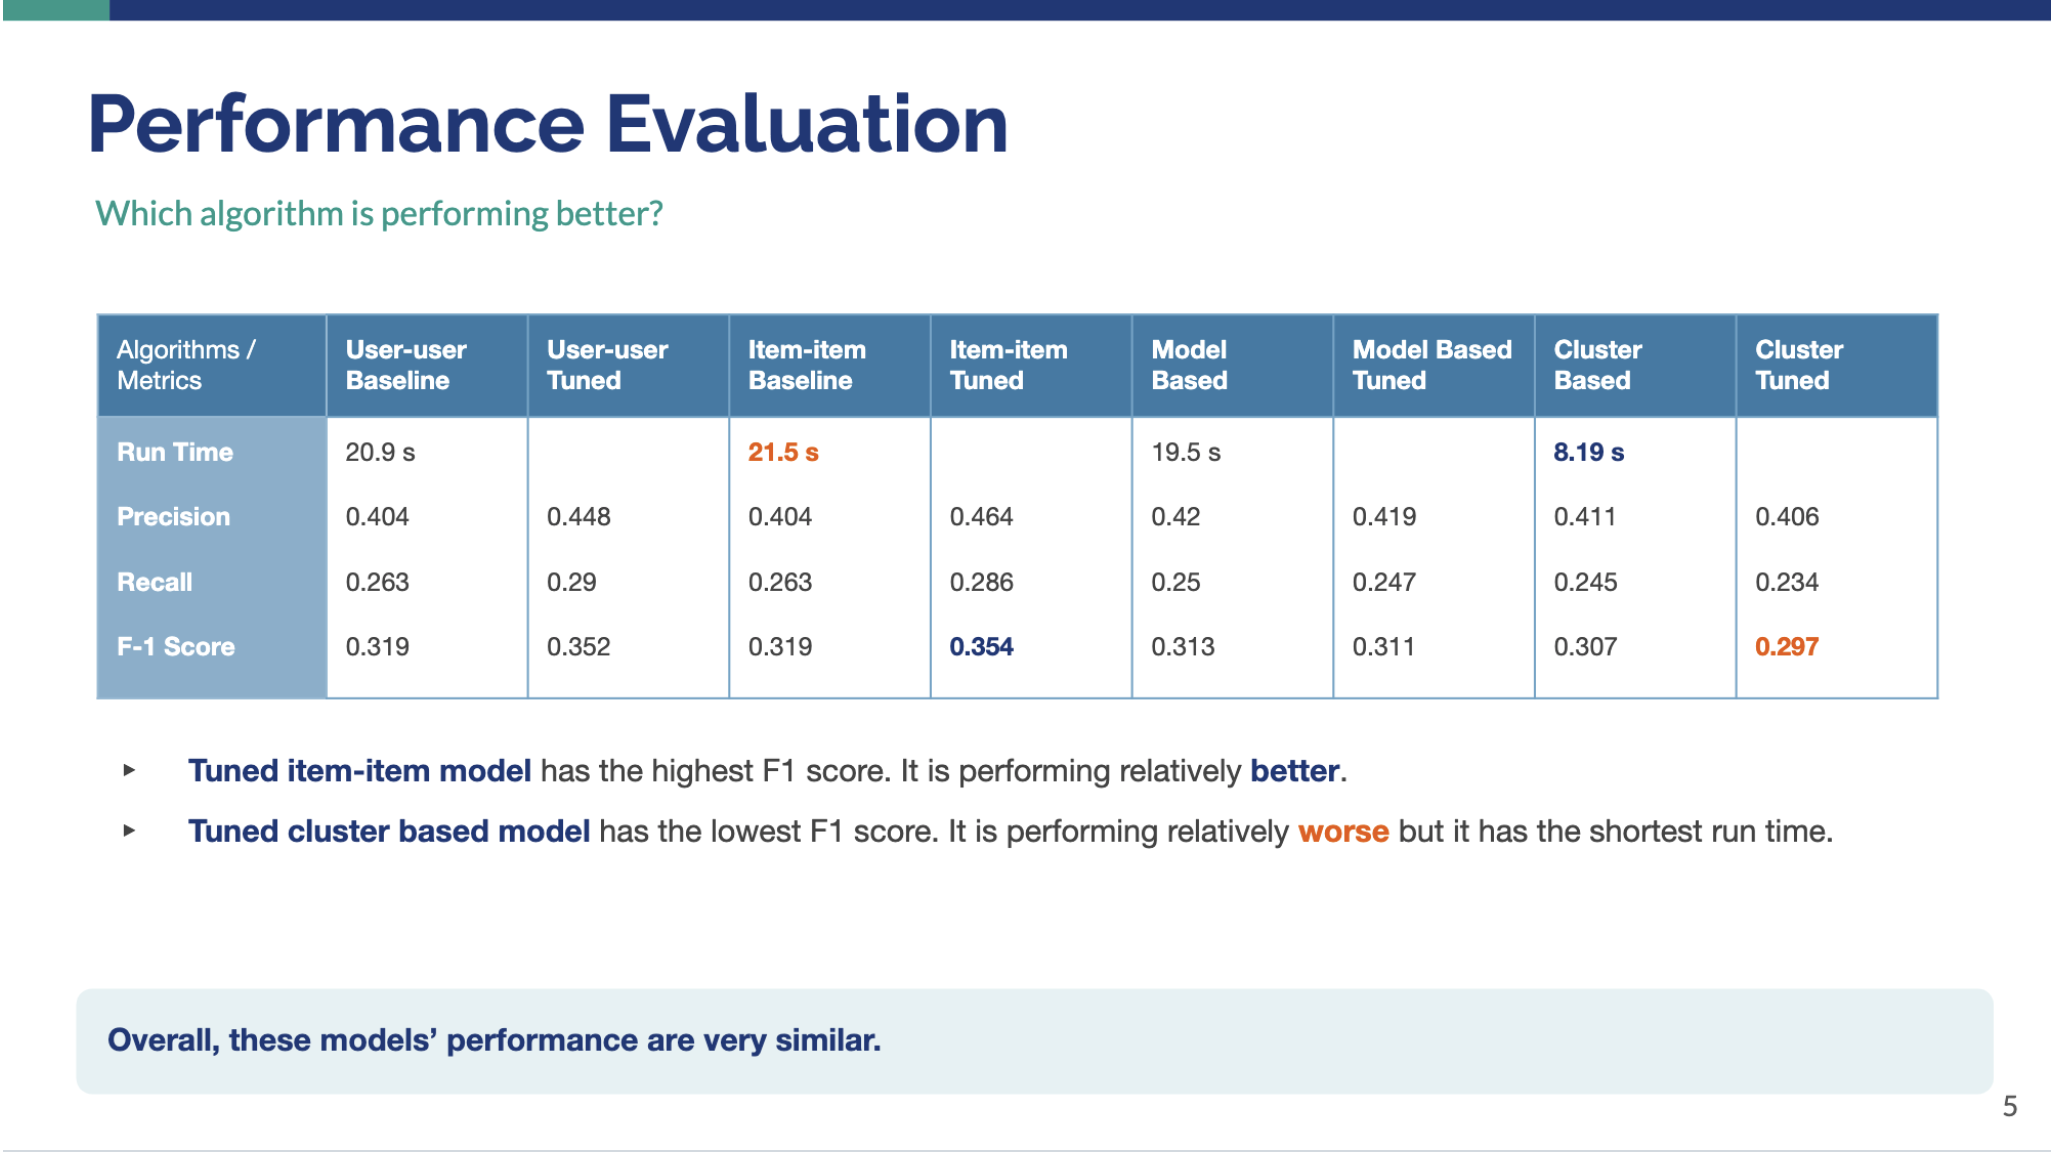 Performance Evaluation
Which algorithm is performing better?
Algorithms / Metrics User-user Baseline User-user Tuned Item-item Baseline Item-item Tuned Model Based Model Based Tuned Cluster Based Cluster Tuned
Run Time 20.9 s 21.5 s 19.5 s 8.19 s
Precision 0.404 0.448 0.404 0.464 0.42 0.419 0.411 0.406
Recall 0.263 0.29 0.263 0.286 0.25 0.247 0.245 0.234
F-1 Score 0.319 0.352 0.319 0.354 0.313 0.311 0.307 0.297
▸ Tuned item-item model has the highest F1 score. It is performing relatively better.
▸ Tuned cluster based model has the lowest F1 score. It is performing relatively worse but it has the shortest run time.
Overall, these models’ performance are very similar.
5